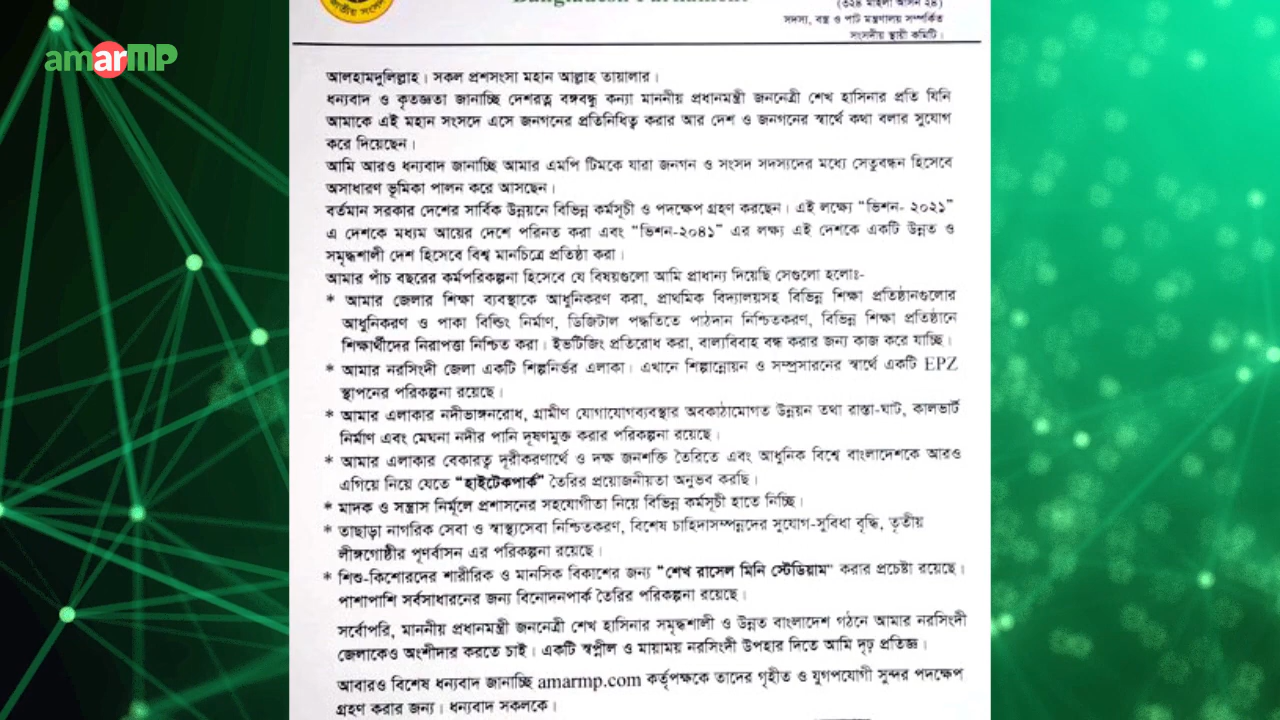 amarMP
জাতীয় সংসদ
Bangladesh Parliament
(৩২৪ মহিলা আসন ২৪)
সদস্য, বস্ত্র ও পাট মন্ত্রণালয় সম্পর্কিত
সংসদীয় স্থায়ী কমিটি।
আলহামদুলিল্লাহ। সকল প্রশসংসা মহান আল্লাহ তায়ালার।
ধন্যবাদ ও কৃতজ্ঞতা জানাচ্ছি দেশরত্ন বঙ্গবন্ধু কন্যা মাননীয় প্রধানমন্ত্রী জননেত্রী শেখ হাসিনার প্রতি যিনি
আমাকে এই মহান সংসদে এসে জনগনের প্রতিনিধিত্ব করার আর দেশ ও জনগনের স্বার্থে কথা বলার সুযোগ
করে দিয়েছেন।
আমি আরও ধন্যবাদ জানাচ্ছি আমার এমপি টিমকে যারা জনগন ও সংসদ সদস্যদের মধ্যে সেতুবন্ধন হিসেবে
অসাধারণ ভূমিকা পালন করে আসছেন।
বর্তমান সরকার দেশের সার্বিক উন্নয়নে বিভিন্ন কর্মসূচী ও পদক্ষেপ গ্রহণ করছেন। এই লক্ষ্যে “ভিশন- ২০২১”
এ দেশকে মধ্যম আয়ের দেশে পরিনত করা এবং “ভিশন-২০৪১” এর লক্ষ্য এই দেশকে একটি উন্নত ও
সমৃদ্ধশালী দেশ হিসেবে বিশ্ব মানচিত্রে প্রতিষ্ঠা করা।
আমার পাঁচ বছরের কর্মপরিকল্পনা হিসেবে যে বিষয়গুলো আমি প্রাধান্য দিয়েছি সেগুলো হলোঃ-
* আমার জেলার শিক্ষা ব্যবস্থাকে আধুনিকরণ করা, প্রাথমিক বিদ্যালয়সহ বিভিন্ন শিক্ষা প্রতিষ্ঠানগুলোর
আধুনিকরণ ও পাকা বিল্ডিং নির্মাণ, ডিজিটাল পদ্ধতিতে পাঠদান নিশ্চিতকরণ, বিভিন্ন শিক্ষা প্রতিষ্ঠানে
শিক্ষার্থীদের নিরাপত্তা নিশ্চিত করা। ইভটিজিং প্রতিরোধ করা, বাল্যবিবাহ বন্ধ করার জন্য কাজ করে যাচ্ছি।
* আমার নরসিংদী জেলা একটি শিল্পনির্ভর এলাকা। এখানে শিল্পান্নোয়ন ও সম্প্রসারনের স্বার্থে একটি EPZ
স্থাপনের পরিকল্পনা রয়েছে।
* আমার এলাকার নদীভাঙ্গনরোধ, গ্রামীণ যোগাযোগব্যবস্থার অবকাঠামোগত উন্নয়ন তথা রাস্তা-ঘাট, কালভার্ট
নির্মাণ এবং মেঘনা নদীর পানি দূষণমুক্ত করার পরিকল্পনা রয়েছে।
* আমার এলাকার বেকারত্ব দূরীকরণার্থে ও দক্ষ জনশক্তি তৈরিতে এবং আধুনিক বিশ্বে বাংলাদেশকে আরও
এগিয়ে নিয়ে যেতে “হাইটেকপার্ক” তৈরির প্রয়োজনীয়তা অনুভব করছি।
* মাদক ও সন্ত্রাস নির্মূলে প্রশাসনের সহযোগীতা নিয়ে বিভিন্ন কর্মসূচী হাতে নিচ্ছি।
* তাছাড়া নাগরিক সেবা ও স্বাস্থ্যসেবা নিশ্চিতকরণ, বিশেষ চাহিদাসম্পন্নদের সুযোগ-সুবিধা বৃদ্ধি, তৃতীয়
লীঙ্গগোষ্ঠীর পূণর্বাসন এর পরিকল্পনা রয়েছে।
* শিশু-কিশোরদের শারীরিক ও মানসিক বিকাশের জন্য "শেখ রাসেল মিনি স্টেডিয়াম" করার প্রচেষ্টা রয়েছে।
পাশাপাশি সর্বসাধারনের জন্য বিনোদনপার্ক তৈরির পরিকল্পনা রয়েছে।
সর্বোপরি, মাননীয় প্রধানমন্ত্রী জননেত্রী শেখ হাসিনার সমৃদ্ধশালী ও উন্নত বাংলাদেশ গঠনে আমার নরসিংদী
জেলাকেও অংশীদার করতে চাই। একটি স্বপ্নীল ও মায়াময় নরসিংদী উপহার দিতে আমি দৃঢ় প্রতিজ্ঞ।
আবারও বিশেষ ধন্যবাদ জানাচ্ছি amarmp.com কর্তৃপক্ষকে তাদের গৃহীত ও যুগপযোগী সুন্দর পদক্ষেপ
গ্রহণ করার জন্য। ধন্যবাদ সকলকে।